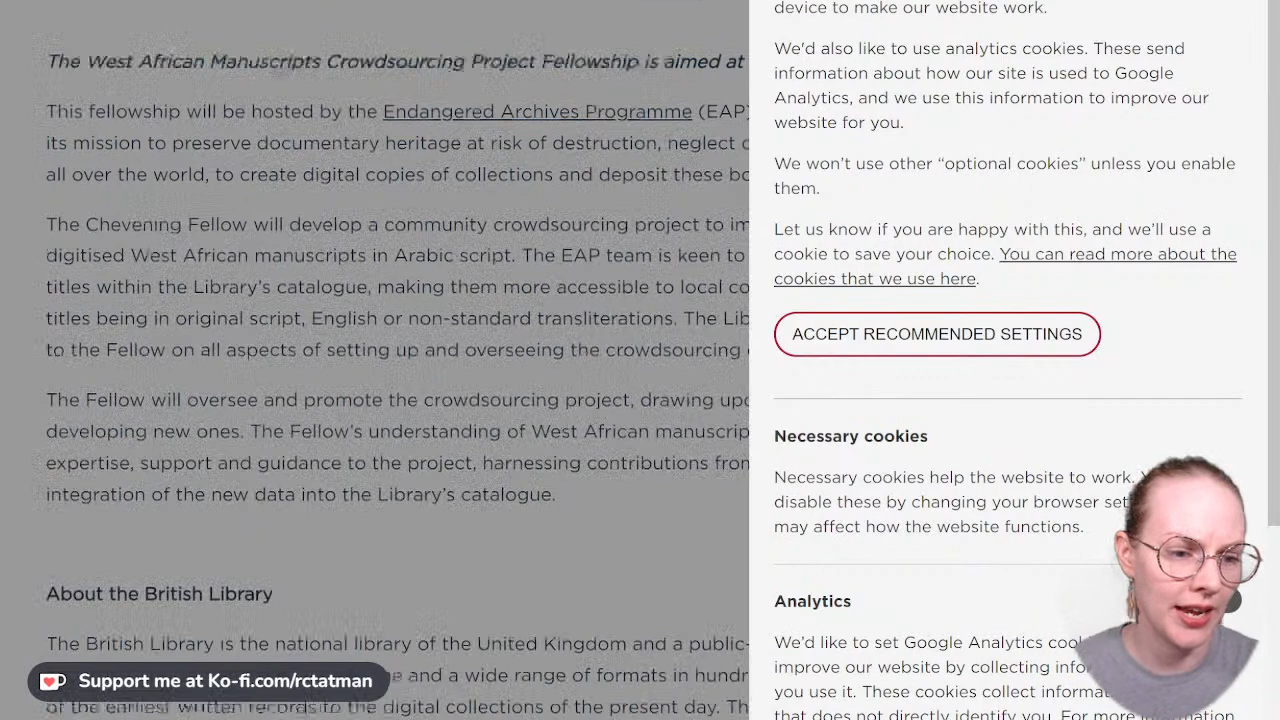 The West African Manuscripts Crowdsourcing Project Fellowship is aimed at
This fellowship will be hosted by the Endangered Archives Programme (EAP)
its mission to preserve documentary heritage at risk of destruction, neglect
all over the world, to create digital copies of collections and deposit these
The Chevening Fellow will develop a community crowdsourcing project to
digitised West African manuscripts in Arabic script. The EAP team is keen to
titles within the Library's catalogue, making them more accessible to local
titles being in original script, English or non-standard transliterations. The
to the Fellow on all aspects of setting up and overseeing the crowdsourcing
The Fellow will oversee and promote the crowdsourcing project, drawing
developing new ones. The Fellow's understanding of West African
expertise, support and guidance to the project, harnessing contributions
integration of the new data into the Library's catalogue.
About the British Library
The British Library is the national library of the United Kingdom and a public-
and a wide range of formats in
of the earliest written records to the digital collections of the present day.
Support me at Ko-fi.com/rctatman
device to make our website work.
We'd also like to use analytics cookies. These send
information about how our site is used to Google
Analytics, and we use this information to improve our
website for you.
We won't use other “optional cookies” unless you enable
them.
Let us know if you are happy with this, and we'll use a
cookie to save your choice. You can read more about the
cookies that we use here.
ACCEPT RECOMMENDED SETTINGS
Necessary cookies
Necessary cookies help the website to work.
disable these by changing your browser
may affect how the website functions.
Analytics
We'd like to set Google Analytics
improve our website by collecting
you use it. These cookies collect
that does not directly identify you. For more information